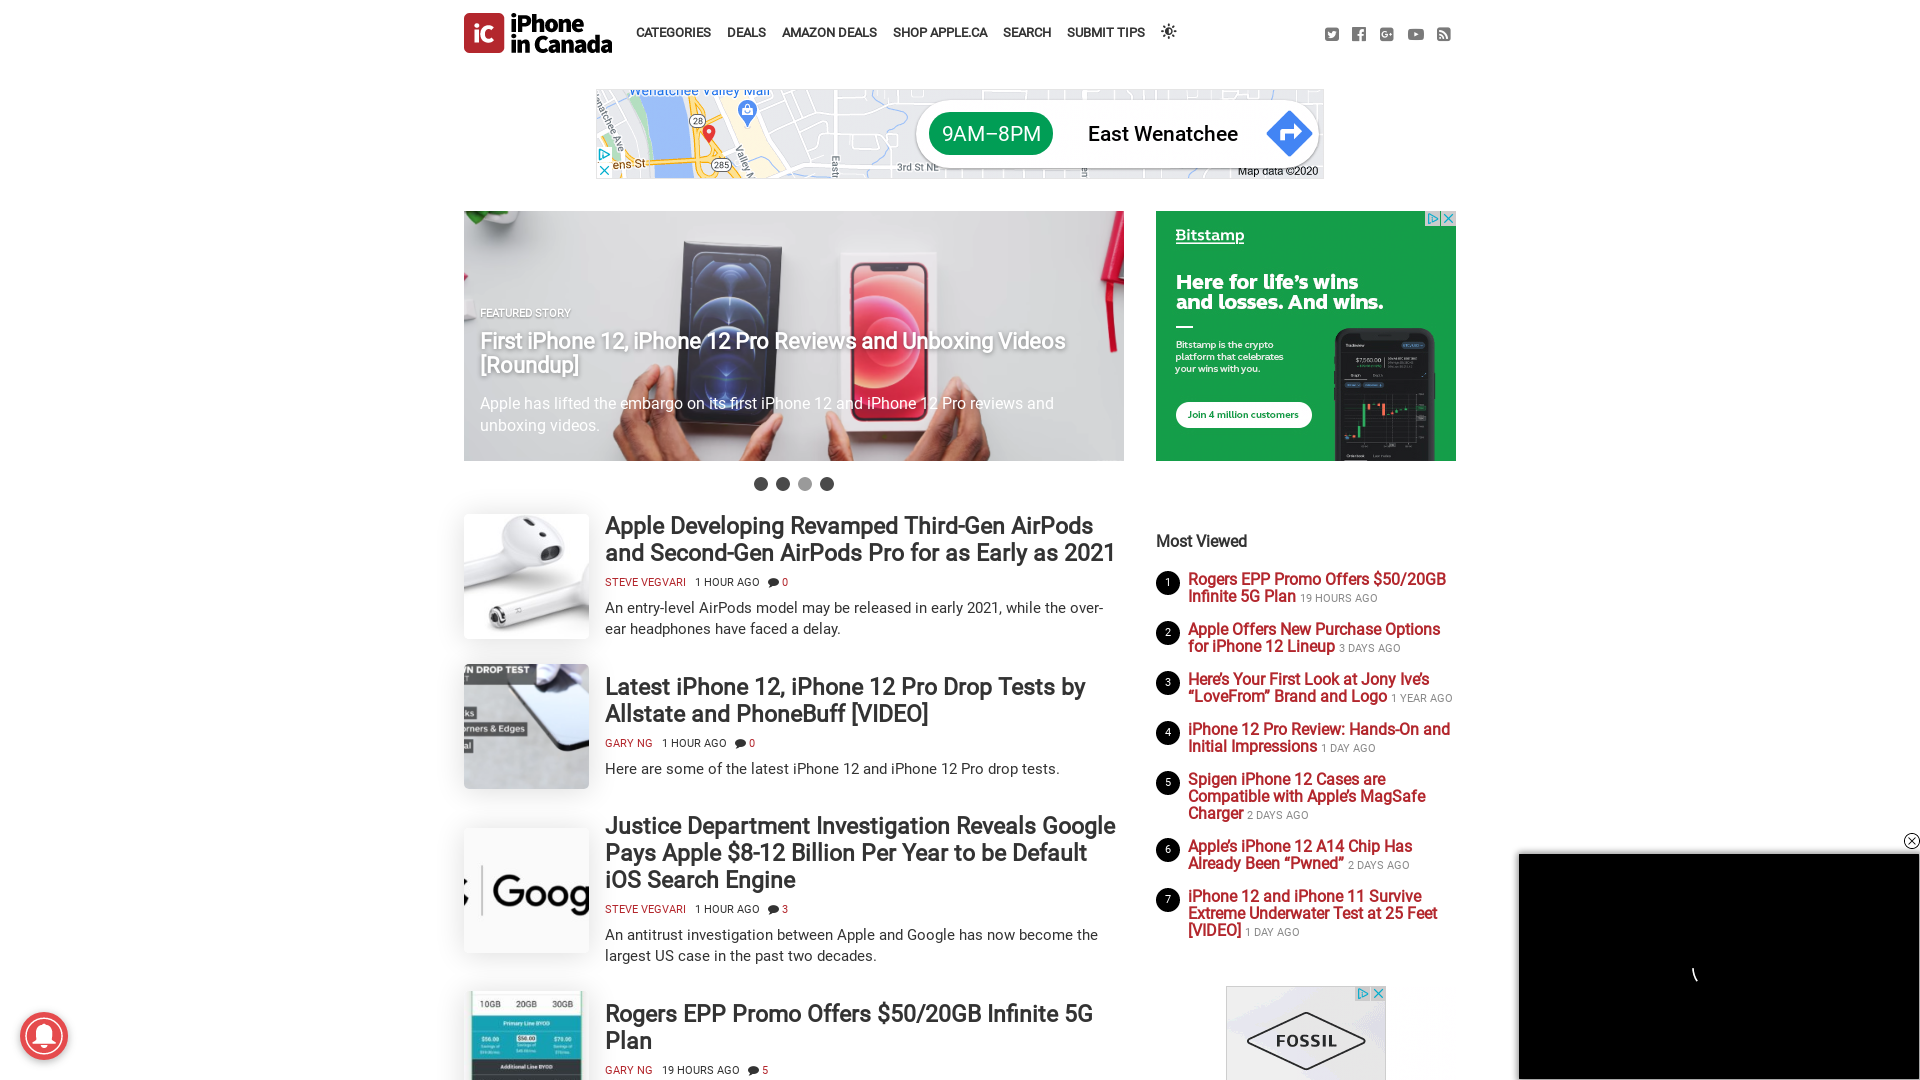 iC iPhone
in Canada
CATEGORIES DEALS AMAZON DEALS SHOP APPLE.CA SEARCH SUBMIT TIPS
Wenatchee Valley Mall
28
285
3rd St NE
9AM–8PM East Wenatchee
Map data ©2020
FEATURED STORY
First iPhone 12, iPhone 12 Pro Reviews and Unboxing Videos
[Roundup]
Apple has lifted the embargo on its first iPhone 12 and iPhone 12 Pro reviews and
unboxing videos.
Bitstamp
Here for life's wins
and losses. And wins.
Bitstamp is the crypto
platform that celebrates
your wins with you.
Join 4 million customers
Apple Developing Revamped Third-Gen AirPods
and Second-Gen AirPods Pro for as Early as 2021
STEVE VEGVARI 1 HOUR AGO 0
An entry-level AirPods model may be released in early 2021, while the over-
ear headphones have faced a delay.
DROP TEST
Latest iPhone 12, iPhone 12 Pro Drop Tests by
Allstate and PhoneBuff [VIDEO]
GARY NG 1 HOUR AGO 0
Here are some of the latest iPhone 12 and iPhone 12 Pro drop tests.
Goog
Justice Department Investigation Reveals Google
Pays Apple $8-12 Billion Per Year to be Default
iOS Search Engine
STEVE VEGVARI 1 HOUR AGO 3
An antitrust investigation between Apple and Google has now become the
largest US case in the past two decades.
10GB 20GB 30GB
Primary Line BYOD
Additional Line BYOD
Rogers EPP Promo Offers $50/20GB Infinite 5G
Plan
GARY NG 19 HOURS AGO 5
Most Viewed
1 Rogers EPP Promo Offers $50/20GB
Infinite 5G Plan 19 HOURS AGO
2 Apple Offers New Purchase Options
for iPhone 12 Lineup 3 DAYS AGO
3 Here's Your First Look at Jony Ive's
“LoveFrom” Brand and Logo 1 YEAR AGO
4 iPhone 12 Pro Review: Hands-On and
Initial Impressions 1 DAY AGO
5 Spigen iPhone 12 Cases are
Compatible with Apple's MagSafe
Charger 2 DAYS AGO
6 Apple's iPhone 12 A14 Chip Has
Already Been “Pwned” 2 DAYS AGO
7 iPhone 12 and iPhone 11 Survive
Extreme Underwater Test at 25 Feet
[VIDEO] 1 DAY AGO
FOSSIL